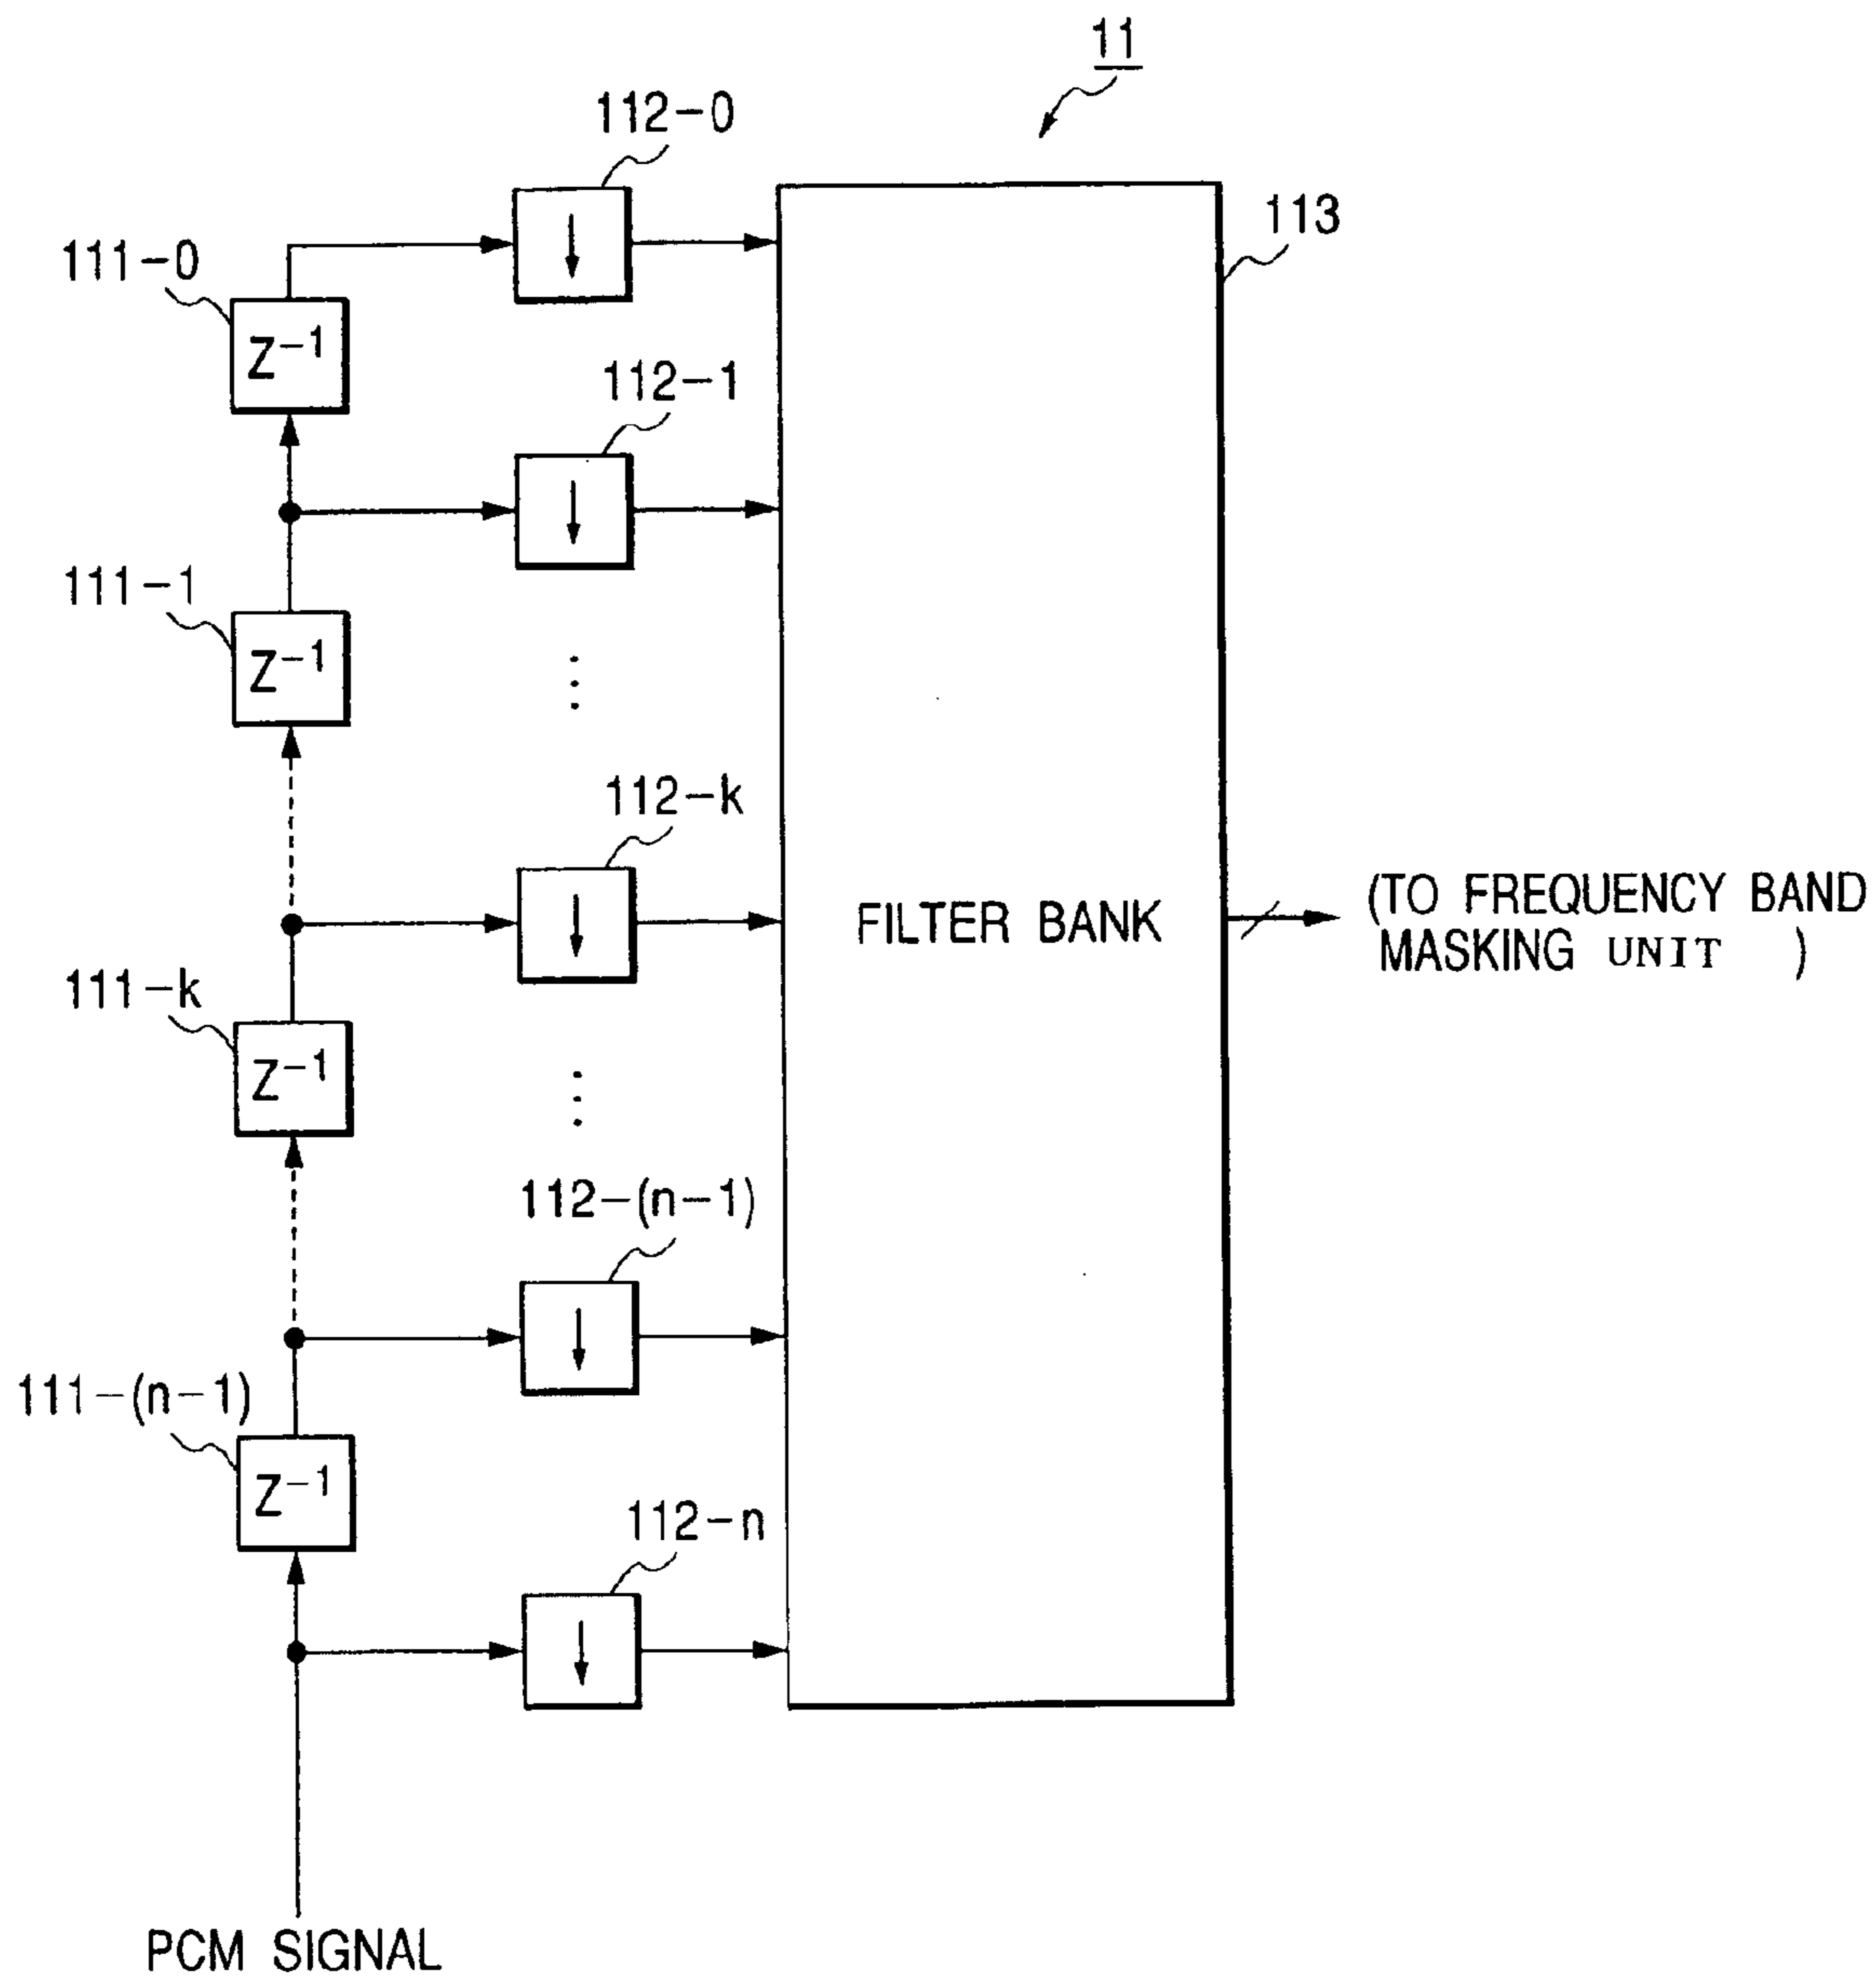 11
112-0
113
111-0
Z⁻¹
112-1
111-1
Z⁻¹
112-k
FILTER BANK
(TO FREQUENCY BAND
MASKING UNIT )
111-k
Z⁻¹
112-(n-1)
111-(n-1)
Z⁻¹
112-n
PCM SIGNAL